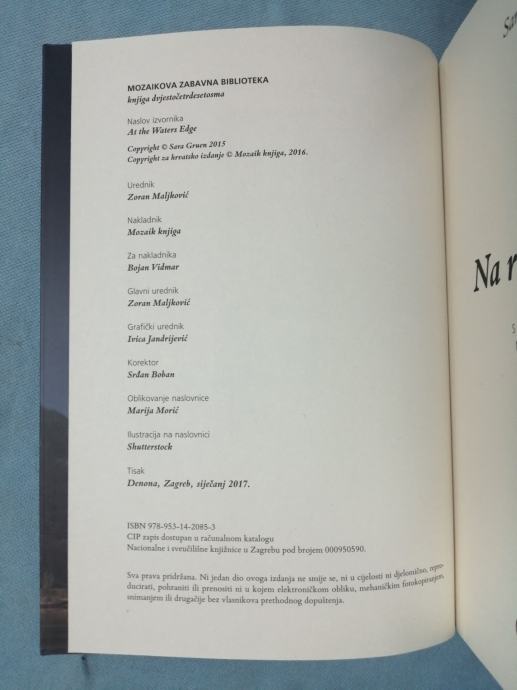 MOZAIKOVA ZABAVNA BIBLIOTEKA
knjiga dvjestočetrdesetosma
Naslov izvornika
At the Waters Edge
Copyright © Sara Gruen 2015
Copyright za hrvatsko izdanje © Mozaik knjiga, 2016.
Urednik
Zoran Maljković
Nakladnik
Mozaik knjiga
Za nakladnika
Bojan Vidmar
Glavni urednik
Zoran Maljković
Grafički urednik
Ivica Jandrijević
Korektor
Srđan Boban
Oblikovanje naslovnice
Marija Morić
Ilustracija na naslovnici
Shutterstock
Tisak
Denona, Zagreb, siječanj 2017.
ISBN 978-953-14-2085-3
CIP zapis dostupan u računalnom katalogu
Nacionalne i sveučilišne knjižnice u Zagrebu pod brojem 000950590.
Sva prava pridržana. Ni jedan dio ovoga izdanja ne smije se, ni u cijelosti ni djelomično, repro-
ducirati, pohraniti ili prenositi ni u kojem elektroničkom obliku, mehaničkim fotokopiranjem,
snimanjem ili drugačije bez vlasnikova prethodnog dopuštenja.
Na